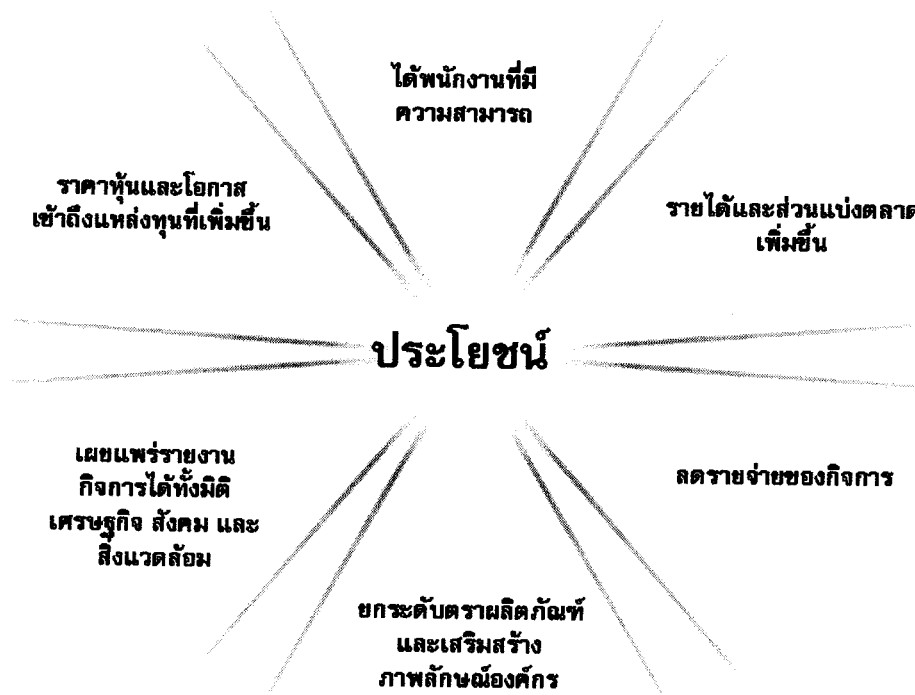 ได้พนักงานที่มี
ความสามารถ
ราคาหุ้นและโอกาส
เข้าถึงแหล่งทุนที่เพิ่มขึ้น
รายได้และส่วนแบ่งตลาด
เพิ่มขึ้น
ประโยชน์
เผยแพร่รายงาน
กิจการได้ทั้งมิติ
เศรษฐกิจ สังคม และ
สิ่งแวดล้อม
ลดรายจ่ายของกิจการ
ยกระดับตราผลิตภัณฑ์
และเสริมสร้าง
ภาพลักษณ์องค์กร